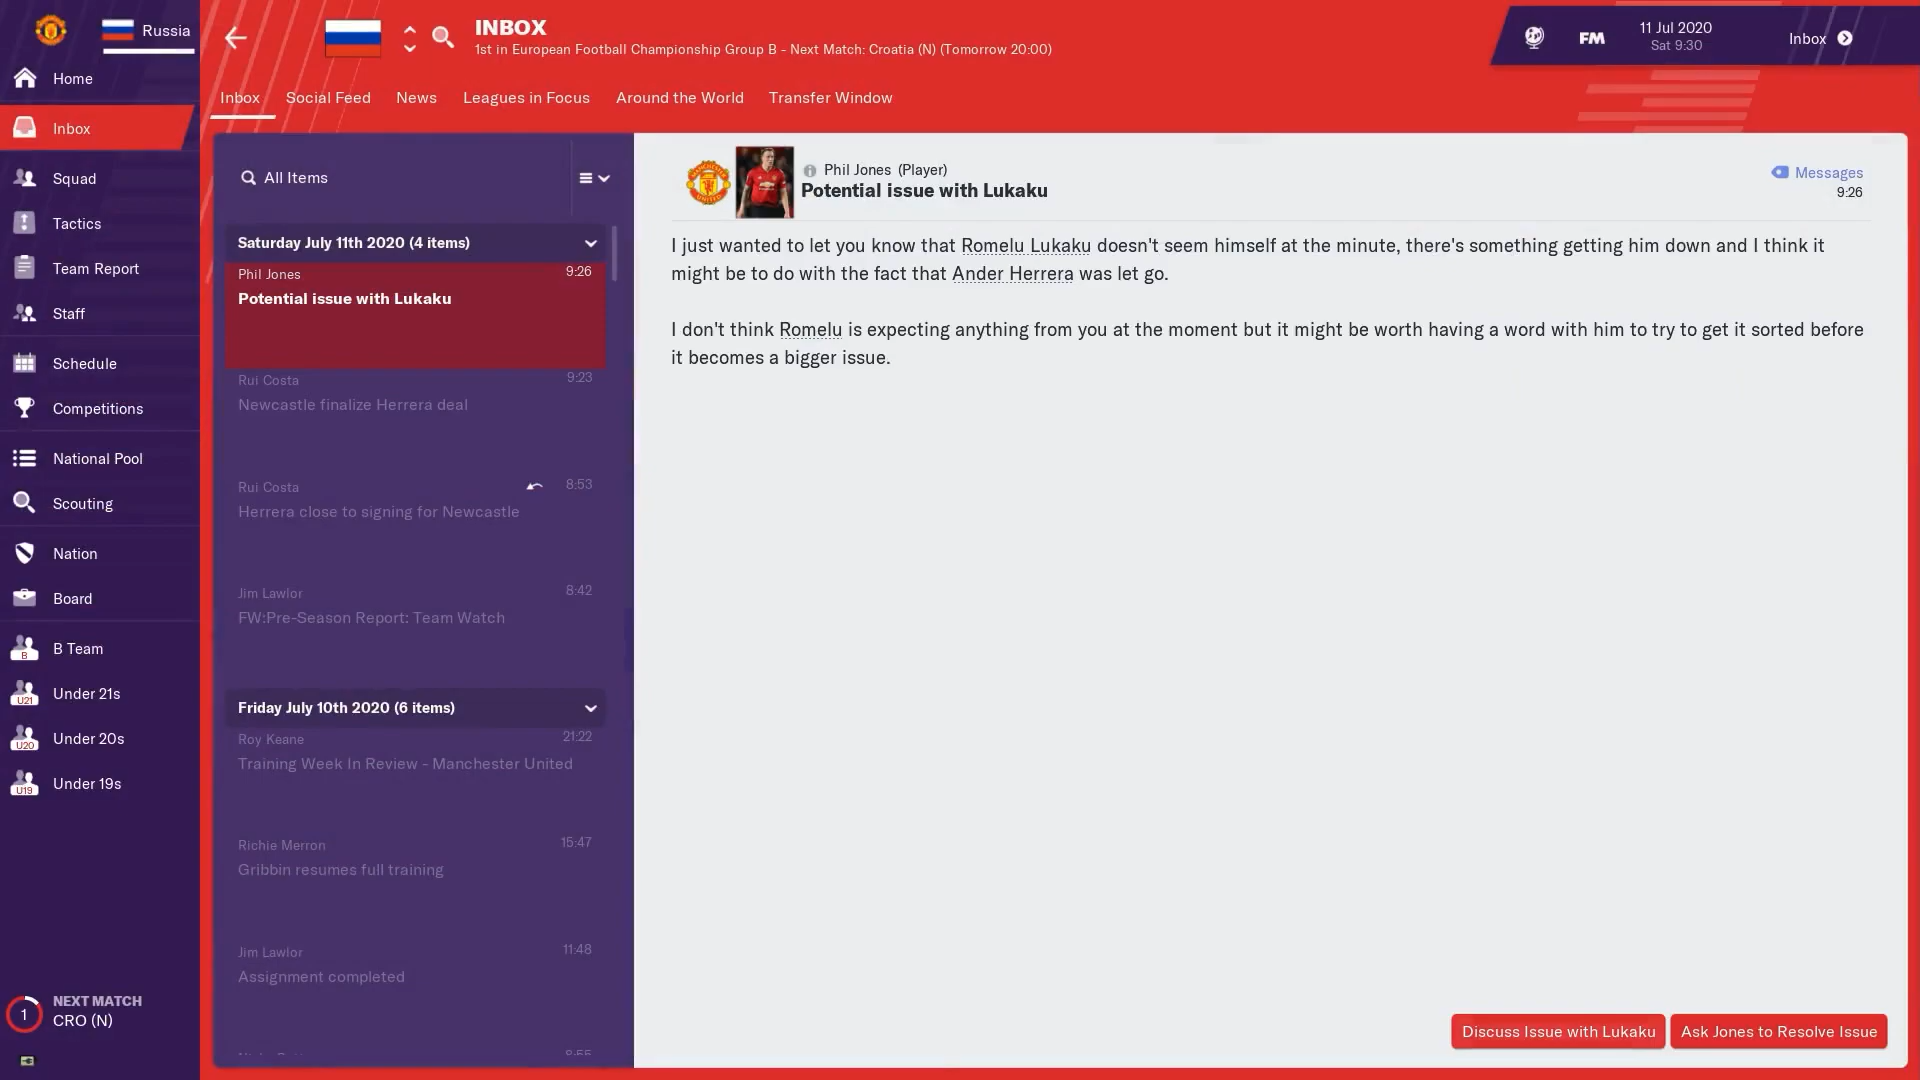 Russia
Home
Inbox
Squad
Tactics
Team Report
Staff
Schedule
Competitions
National Pool
Scouting
Nation
Board
B
B Team
U21
Under 21s
U20
Under 20s
U19
Under 19s
1
NEXT MATCH
CRO (N)
INBOX
1st in European Football Championship Group B - Next Match: Croatia (N) (Tomorrow 20:00)
FM
11 Jul 2020
Sat 9:30
Inbox
Inbox
Social Feed
News
Leagues in Focus
Around the World
Transfer Window
All Items
Saturday July 11th 2020 (4 items)
Phil Jones
9:26
Potential issue with Lukaku
Rui Costa
9:23
Newcastle finalize Herrera deal
Rui Costa
8:53
Herrera close to signing for Newcastle
Jim Lawlor
8:42
FW:Pre-Season Report: Team Watch
Friday July 10th 2020 (6 items)
Roy Keane
21:22
Training Week In Review - Manchester United
Richie Merron
15:47
Gribbin resumes full training
Jim Lawlor
11:48
Assignment completed
Phil Jones (Player)
Potential issue with Lukaku
Messages
9:26
I just wanted to let you know that Romelu Lukaku doesn't seem himself at the minute, there's something getting him down and I think it
might be to do with the fact that Ander Herrera was let go.
I don't think Romelu is expecting anything from you at the moment but it might be worth having a word with him to try to get it sorted before
it becomes a bigger issue.
Discuss Issue with Lukaku
Ask Jones to Resolve Issue